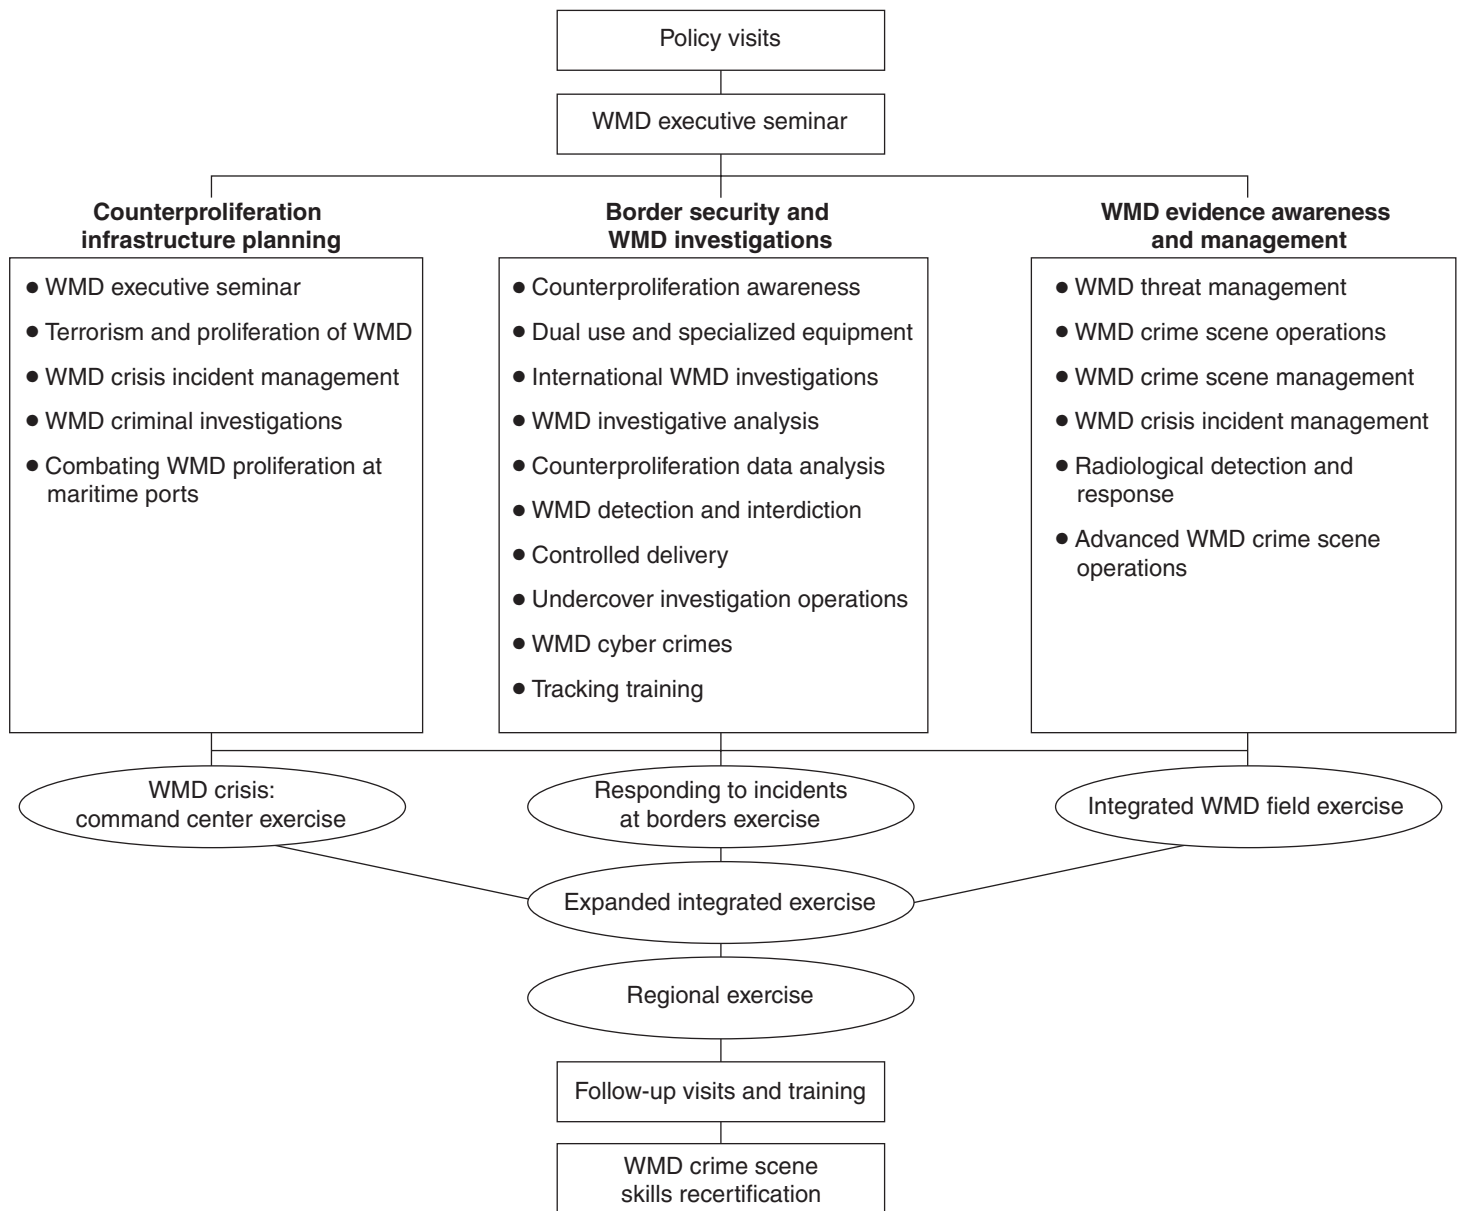 Policy visits
WMD executive seminar
Counterproliferation
infrastructure planning
● WMD executive seminar
● Terrorism and proliferation of WMD
● WMD crisis incident management
● WMD criminal investigations
● Combating WMD proliferation at
maritime ports
Border security and
WMD investigations
● Counterproliferation awareness
● Dual use and specialized equipment
● International WMD investigations
● WMD investigative analysis
● Counterproliferation data analysis
● WMD detection and interdiction
● Controlled delivery
● Undercover investigation operations
● WMD cyber crimes
● Tracking training
WMD evidence awareness
and management
● WMD threat management
● WMD crime scene operations
● WMD crime scene management
● WMD crisis incident management
● Radiological detection and
response
● Advanced WMD crime scene
operations
WMD crisis:
command center exercise
Responding to incidents
at borders exercise
Integrated WMD field exercise
Expanded integrated exercise
Regional exercise
Follow-up visits and training
WMD crime scene
skills recertification